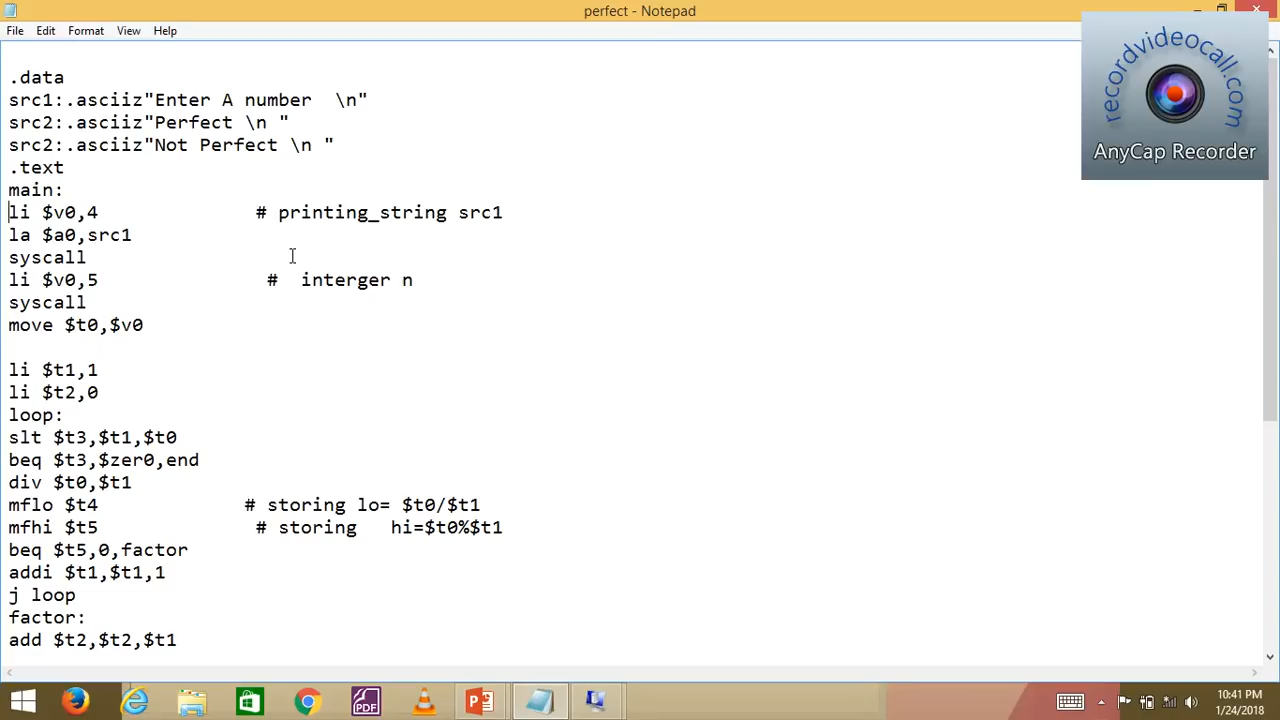 perfect - Notepad
File Edit Format View Help
.data
src1:.asciiz"Enter A number  \n"
src2:.asciiz"Perfect \n "
src2:.asciiz"Not Perfect \n "
.text
main:
li $v0,4 # printing_string src1
la $a0,src1
syscall
li $v0,5 #  interger n
syscall
move $t0,$v0
li $t1,1
li $t2,0
loop:
slt $t3,$t1,$t0
beq $t3,$zer0,end
div $t0,$t1
mflo $t4 # storing lo= $t0/$t1
mfhi $t5 # storing   hi=$t0%$t1
beq $t5,0,factor
addi $t1,$t1,1
j loop
factor:
add $t2,$t2,$t1
recordvideocall.com
AnyCap Recorder
PDF
10:41 PM
1/24/2018